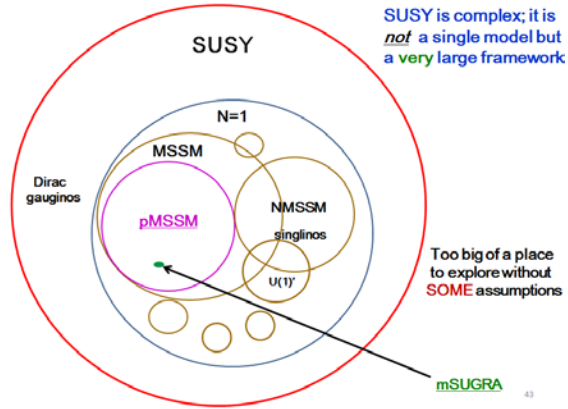 SUSY
SUSY is complex; it is
not a single model but
a very large framework
N=1
MSSM
Dirac
gauginos
pMSSM
NMSSM
singlinos
U(1)'
Too big of a place
to explore without
SOME assumptions
mSUGRA
43